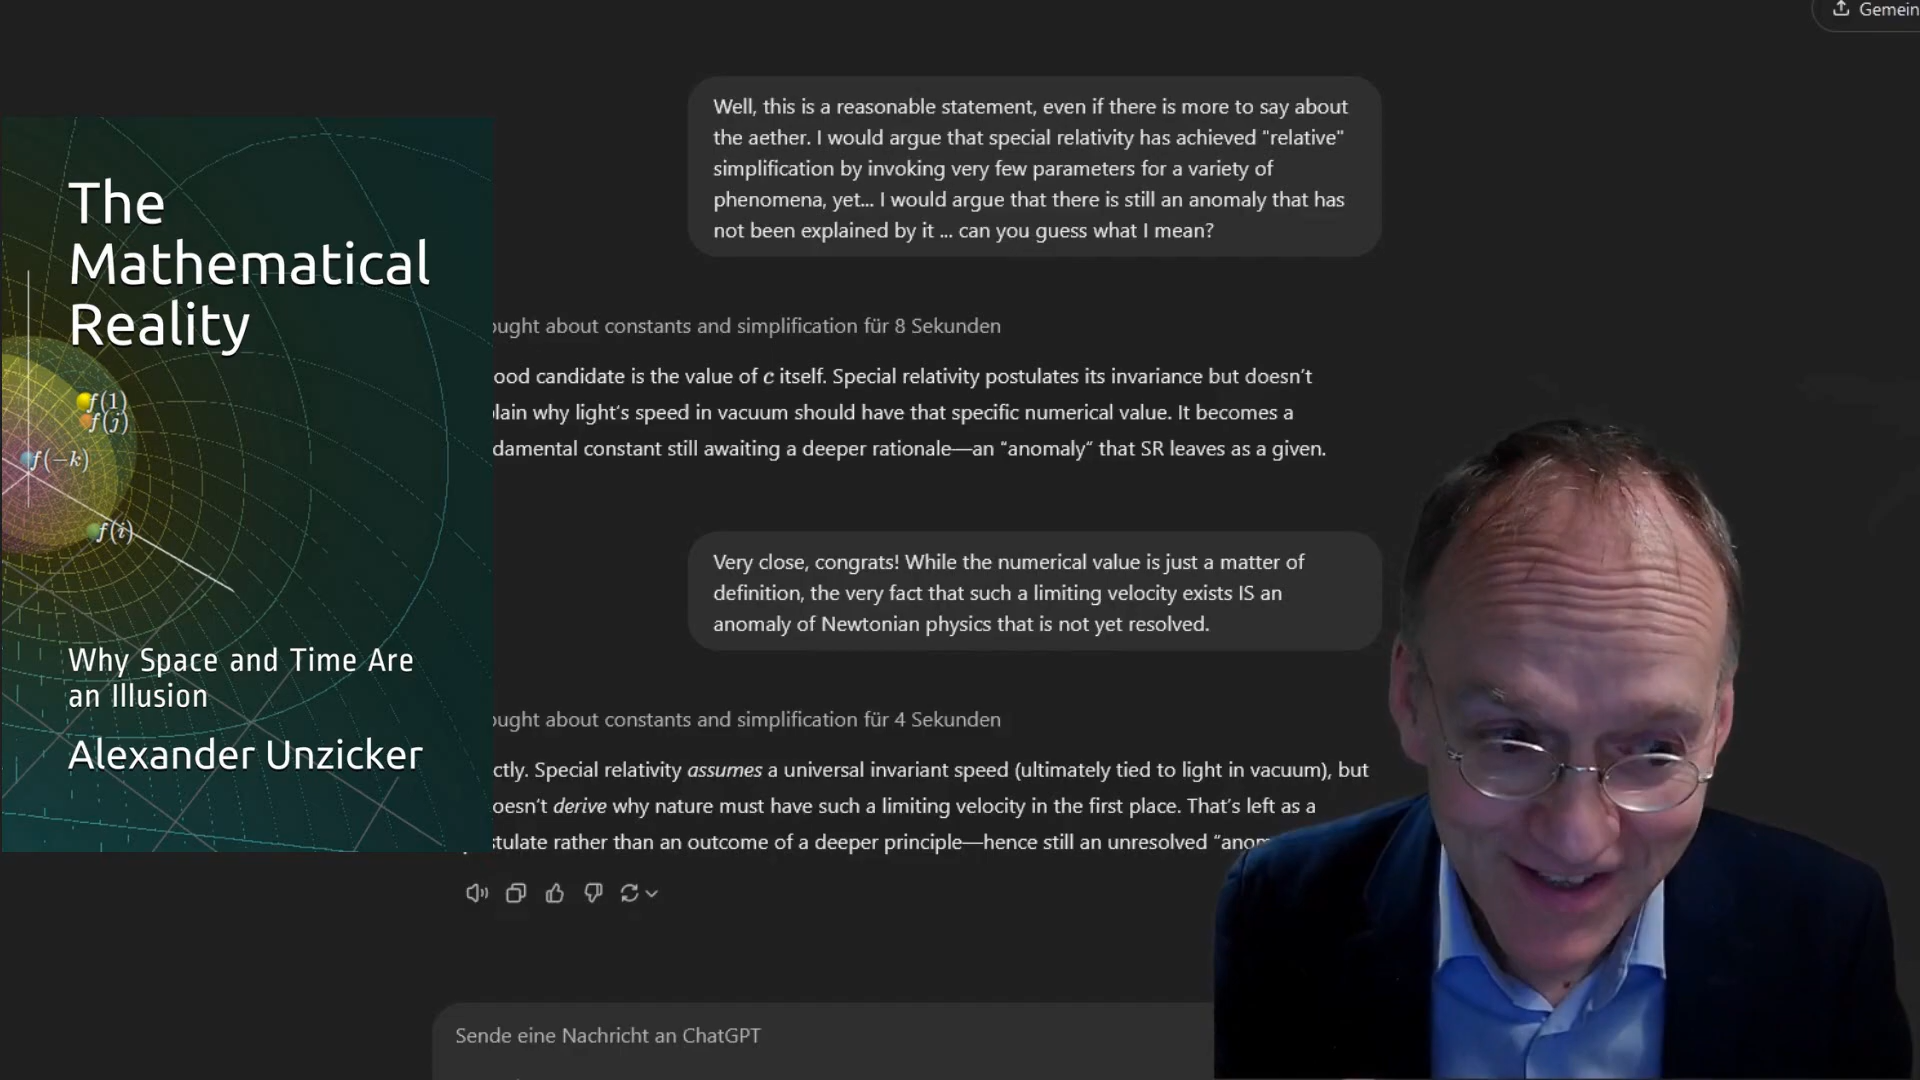 Gemein
Well, this is a reasonable statement, even if there is more to say about
the aether. I would argue that special relativity has achieved "relative"
simplification by invoking very few parameters for a variety of
phenomena, yet... I would argue that there is still an anomaly that has
not been explained by it ... can you guess what I mean?
The
Mathematical
Reality
f(1)
f(j)
f(−k)
f(i)
Why Space and Time Are
an Illusion
Alexander Unzicker
ought about constants and simplification für 8 Sekunden
ood candidate is the value of c itself. Special relativity postulates its invariance but doesn’t
lain why light’s speed in vacuum should have that specific numerical value. It becomes a
damental constant still awaiting a deeper rationale—an “anomaly” that SR leaves as a given.
Very close, congrats! While the numerical value is just a matter of
definition, the very fact that such a limiting velocity exists IS an
anomaly of Newtonian physics that is not yet resolved.
ought about constants and simplification für 4 Sekunden
ctly. Special relativity assumes a universal invariant speed (ultimately tied to light in vacuum), but
oesn’t derive why nature must have such a limiting velocity in the first place. That’s left as a
stulate rather than an outcome of a deeper principle—hence still an unresolved “anom
Sende eine Nachricht an ChatGPT